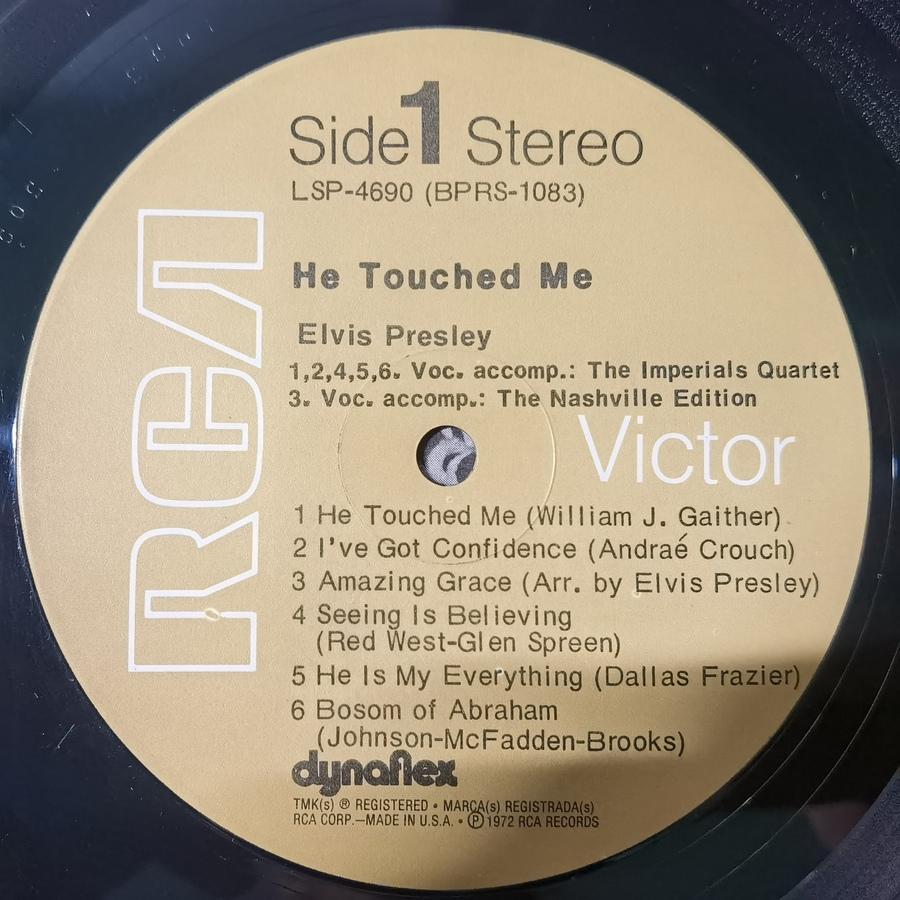 Side 1 Stereo
LSP-4690 (BPRS-1083)
RCA
He Touched Me
Elvis Presley
1,2,4,5,6. Voc. accomp.: The Imperials Quartet
3. Voc. accomp.: The Nashville Edition
Victor
1 He Touched Me (William J. Gaither)
2 I've Got Confidence (Andraé Crouch)
3 Amazing Grace (Arr. by Elvis Presley)
4 Seeing Is Believing
(Red West-Glen Spreen)
5 He Is My Everything (Dallas Frazier)
6 Bosom of Abraham
(Johnson-McFadden-Brooks)
dynaflex
TMK(s) ® REGISTERED • MARCA(s) REGISTRADA(s)
RCA CORP.—MADE IN U.S.A. • ℗ 1972 RCA RECORDS